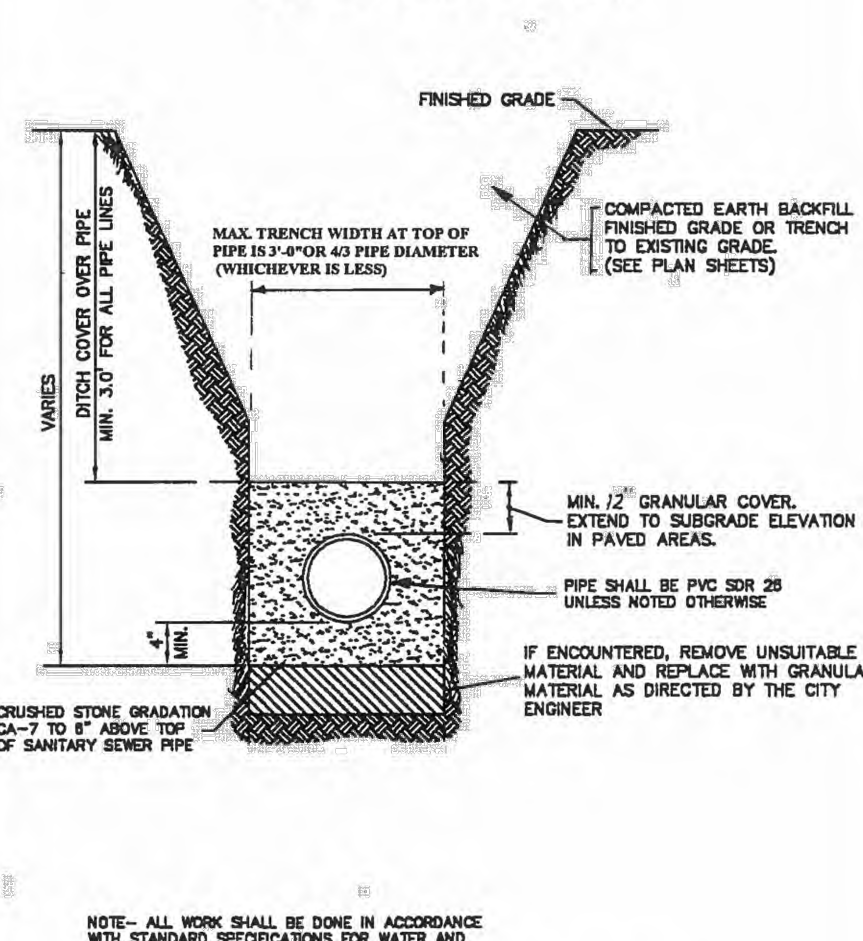 FINISHED GRADE
COMPACTED EARTH BACKFILL
FINISHED GRADE OR TRENCH
TO EXISTING GRADE.
(SEE PLAN SHEETS)
MAX. TRENCH WIDTH AT TOP OF
PIPE IS 3'-0"OR 4/3 PIPE DIAMETER
(WHICHEVER IS LESS)
VARIES
DITCH COVER OVER PIPE
MIN. 3.0' FOR ALL PIPE LINES
MIN. 12" GRANULAR COVER.
EXTEND TO SUBGRADE ELEVATION
IN PAVED AREAS.
PIPE SHALL BE PVC SDR 26
UNLESS NOTED OTHERWISE
4"
MIN.
IF ENCOUNTERED, REMOVE UNSUITABLE
MATERIAL AND REPLACE WITH GRANULA
MATERIAL AS DIRECTED BY THE CITY
ENGINEER
CRUSHED STONE GRADATION
CA-7 TO 6" ABOVE TOP
OF SANITARY SEWER PIPE
NOTE- ALL WORK SHALL BE DONE IN ACCORDANCE
WITH STANDARD SPECIFICATIONS FOR WATER AND